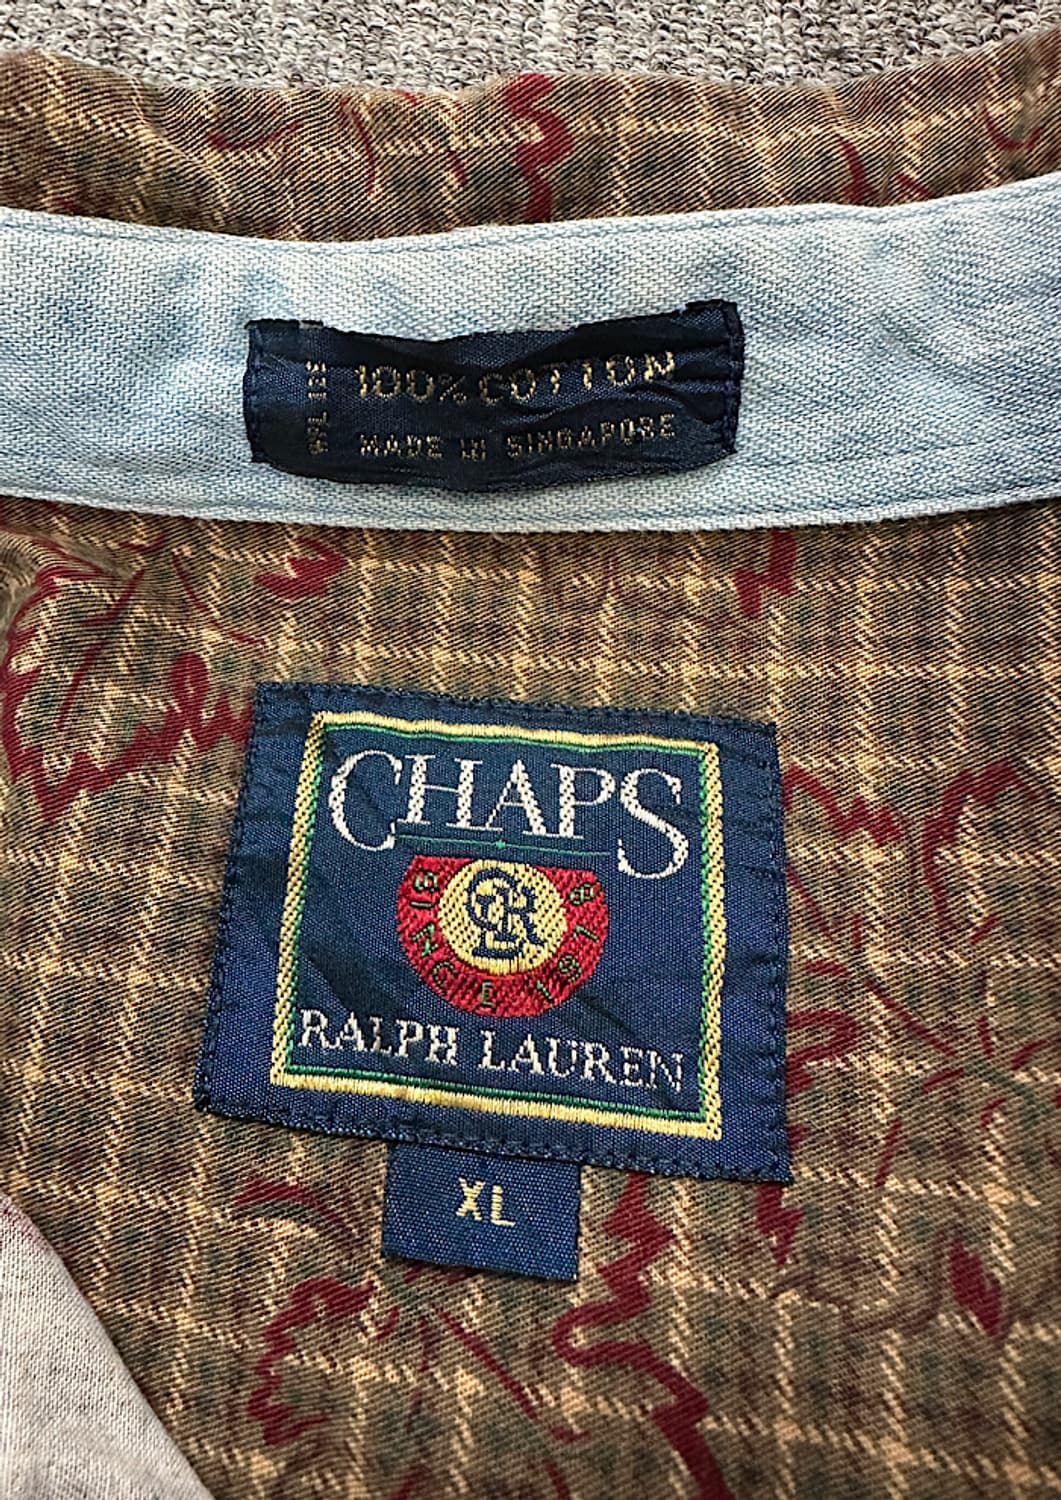 100% COTTON
MADE IN SINGAPORE
CHAPS
SINCE 1978
RALPH LAUREN
XL